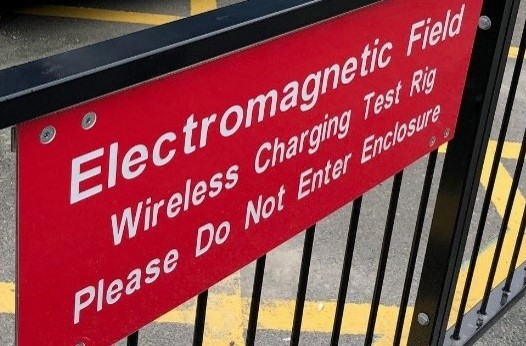 Electromagnetic Field
Wireless Charging Test Rig
Please Do Not Enter Enclosure